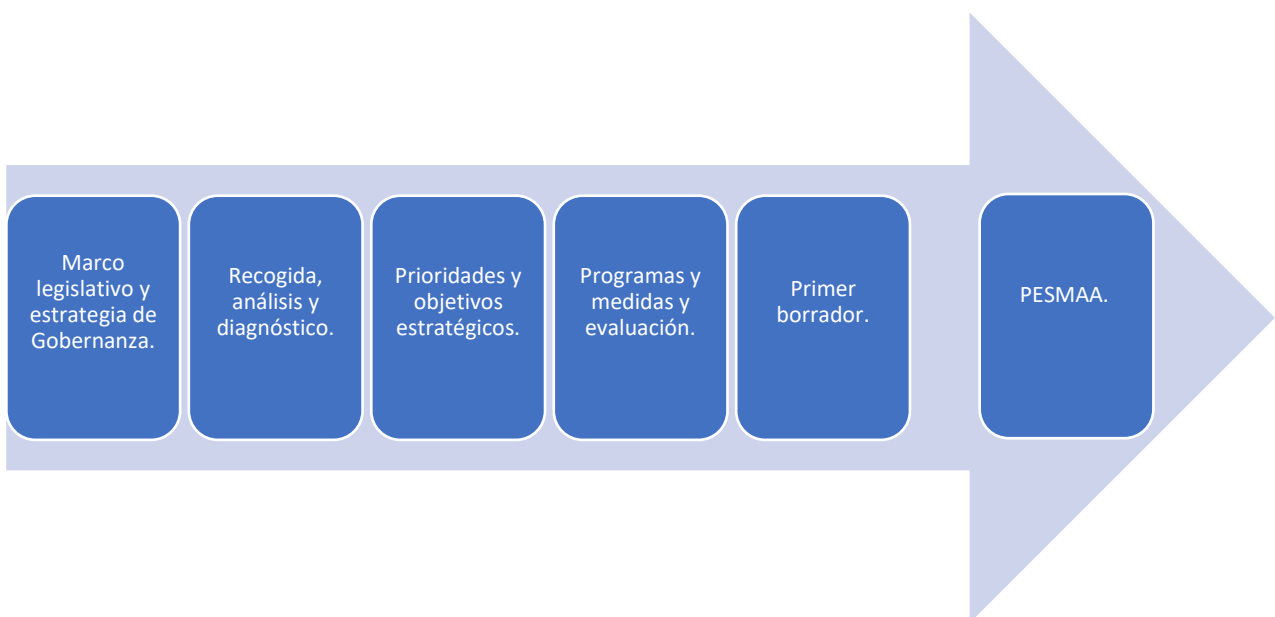 Marco
legislativo y
estrategia de
Gobernanza.
Recogida,
análisis y
diagnóstico.
Prioridades y
objetivos
estratégicos.
Programas y
medidas y
evaluación.
Primer
borrador.
PESMAA.